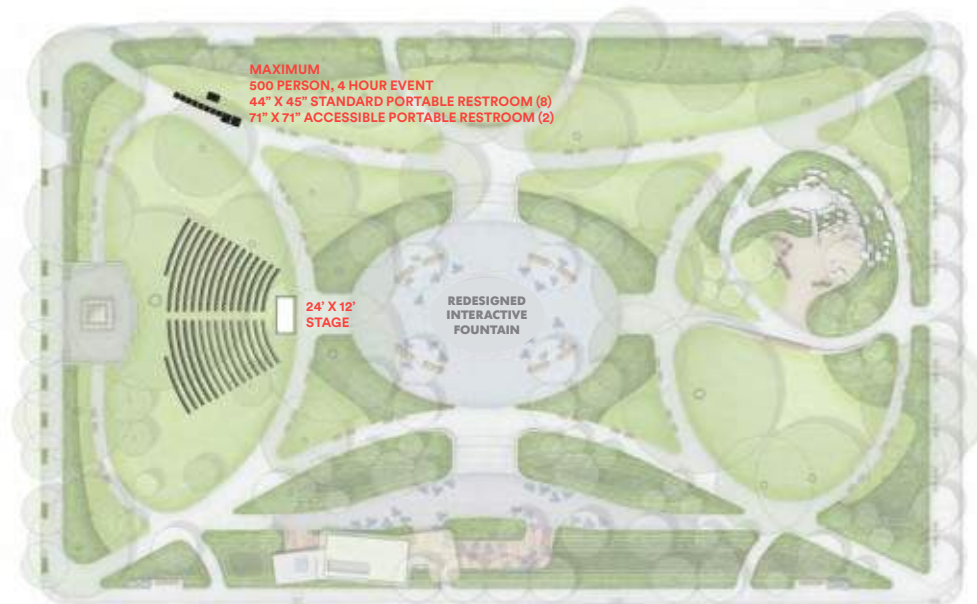 MAXIMUM
500 PERSON, 4 HOUR EVENT
44” X 45” STANDARD PORTABLE RESTROOM (8)
71” X 71” ACCESSIBLE PORTABLE RESTROOM (2)
24’ X 12’
STAGE
REDESIGNED
INTERACTIVE
FOUNTAIN